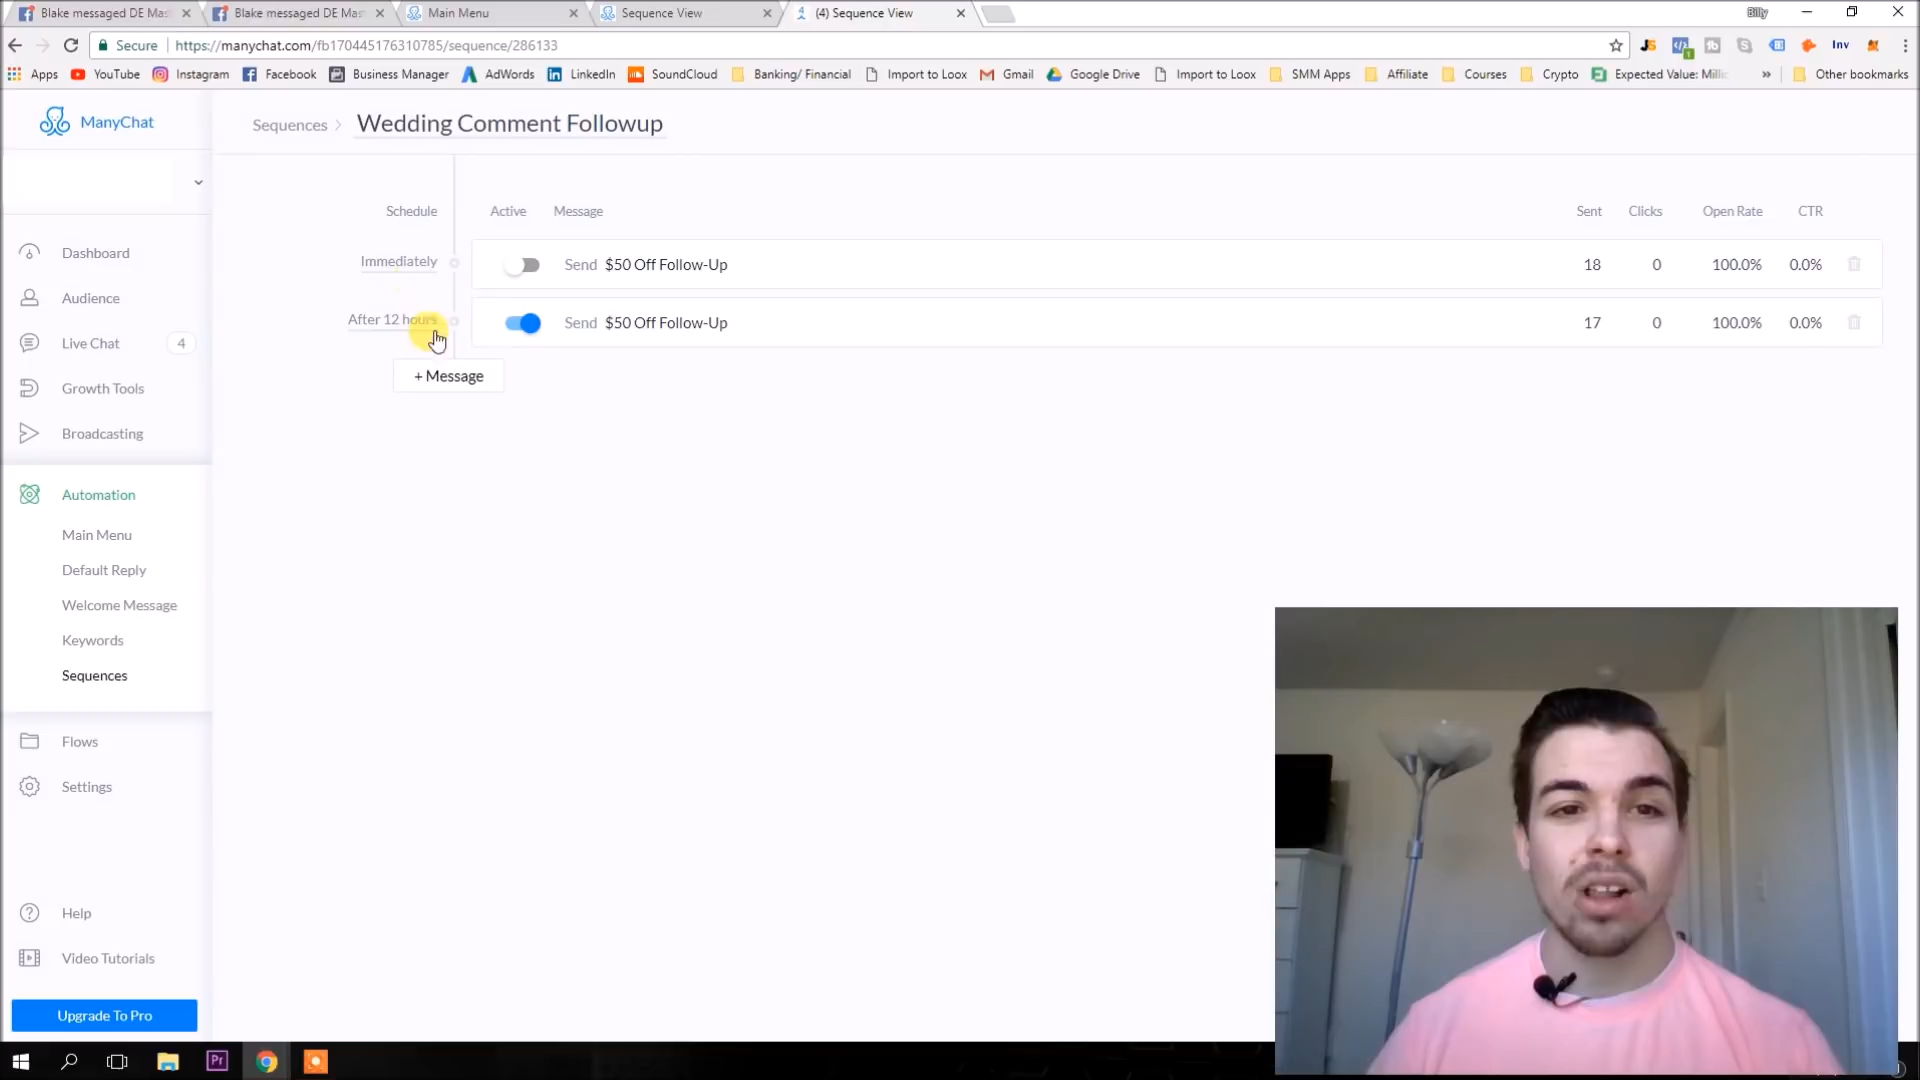 Blake messaged DE Mas
Blake messaged DE Mas
Main Menu
Sequence View
(4) Sequence View
Billy
Secure
https://manychat.com/fb170445176310785/sequence/286133
JS
fb
Inv
Apps
YouTube
Instagram
Facebook
Business Manager
AdWords
LinkedIn
SoundCloud
Banking/ Financial
Import to Loox
Gmail
Google Drive
Import to Loox
SMM Apps
Affiliate
Courses
Crypto
Expected Value: Milli
Other bookmarks
ManyChat
Sequences
Wedding Comment Followup
Schedule
Active
Message
Sent
Clicks
Open Rate
CTR
Immediately
Send $50 Off Follow-Up
18
0
100.0%
0.0%
After 12 hours
Send $50 Off Follow-Up
17
0
100.0%
0.0%
+ Message
Dashboard
Audience
Live Chat
4
Growth Tools
Broadcasting
Automation
Main Menu
Default Reply
Welcome Message
Keywords
Sequences
Flows
Settings
Help
Video Tutorials
Upgrade To Pro
Pr